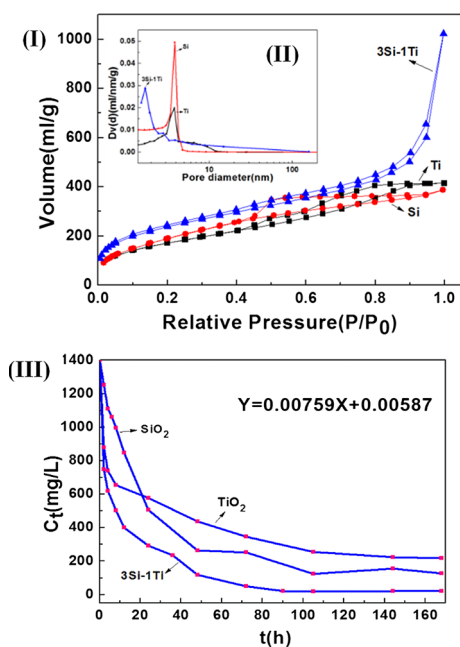 (I)
Volume(ml/g)
1000
800
600
400
200
0
0.0
0.2
0.4
0.6
0.8
1.0
Relative Pressure(P/P0)
3Si-1Ti
Ti
Si
(II)
Dv(d)(ml/nm/g)
0.05
0.04
0.03
0.02
0.01
0.00
10
100
Pore diameter(nm)
3Si-1Ti
Si
Ti
(III)
Ct(mg/L)
1400
1200
1000
800
600
400
200
0
0
20
40
60
80
100
120
140
160
t(h)
Y=0.00759X+0.00587
SiO2
TiO2
3Si-1Ti